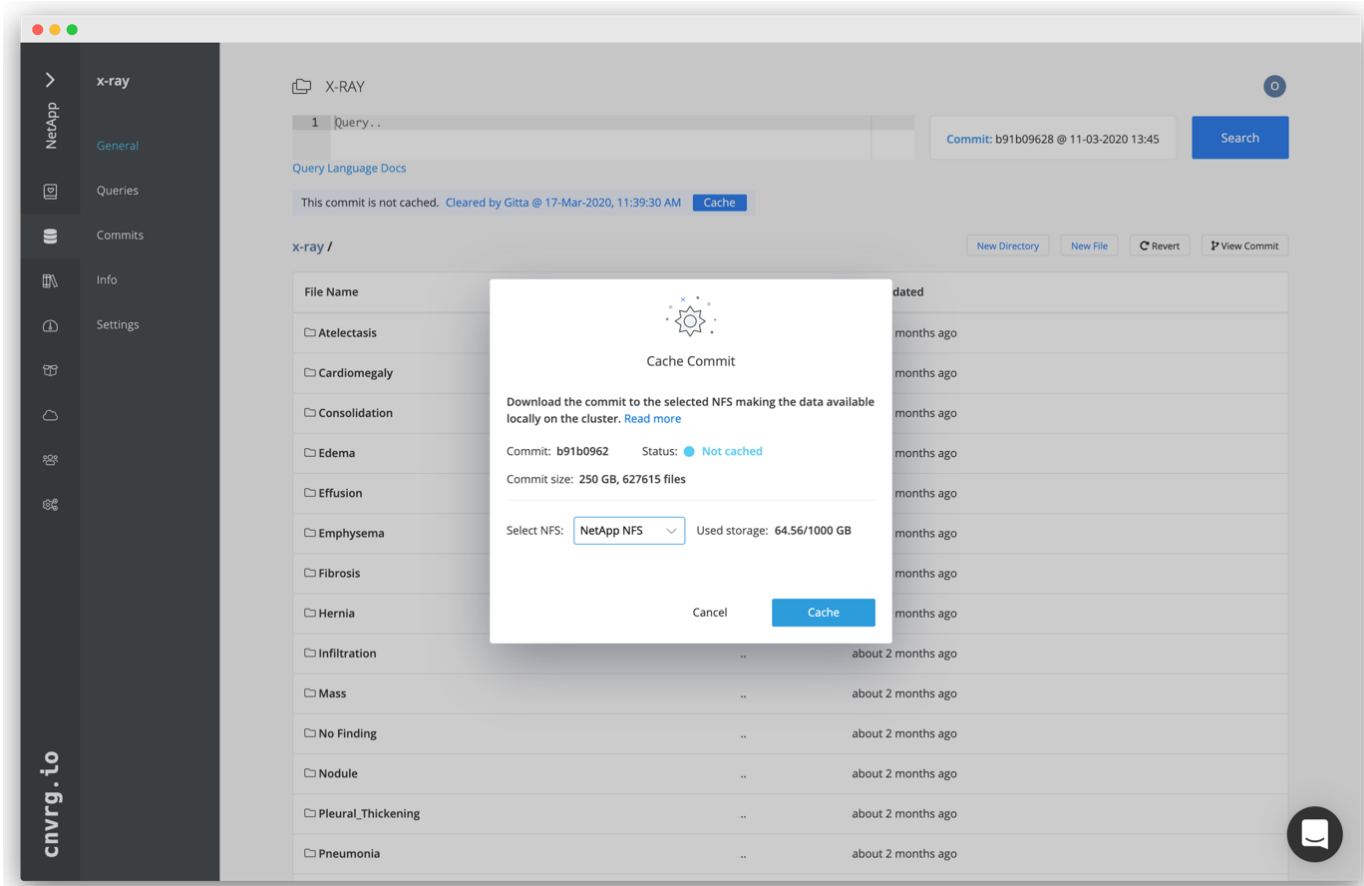 NetApp
cnvrg.io
x-ray
General
Queries
Commits
Info
Settings
X-RAY
O
1 Query..
Commit: b91b09628 @ 11-03-2020 13:45
Search
Query Language Docs
This commit is not cached. Cleared by Gitta @ 17-Mar-2020, 11:39:30 AM Cache
x-ray /
New Directory
New File
Revert
View Commit
File Name dated
Atelectasis months ago
Cardiomegaly months ago
Consolidation months ago
Edema months ago
Effusion months ago
Emphysema months ago
Fibrosis months ago
Hernia months ago
Infiltration .. about 2 months ago
Mass .. about 2 months ago
No Finding .. about 2 months ago
Nodule .. about 2 months ago
Pleural_Thickening .. about 2 months ago
Pneumonia .. about 2 months ago
Cache Commit
Download the commit to the selected NFS making the data available
locally on the cluster. Read more
Commit: b91b0962 Status: Not cached
Commit size: 250 GB, 627615 files
Select NFS: NetApp NFS Used storage: 64.56/1000 GB
Cancel Cache